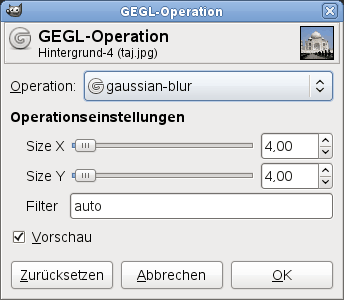 GEGL-Operation
GEGL-Operation
Hintergrund-4 (taj.jpg)
Operation: gaussian-blur
Operationseinstellungen
Size X 4,00
Size Y 4,00
Filter auto
Vorschau
Zurücksetzen Abbrechen OK